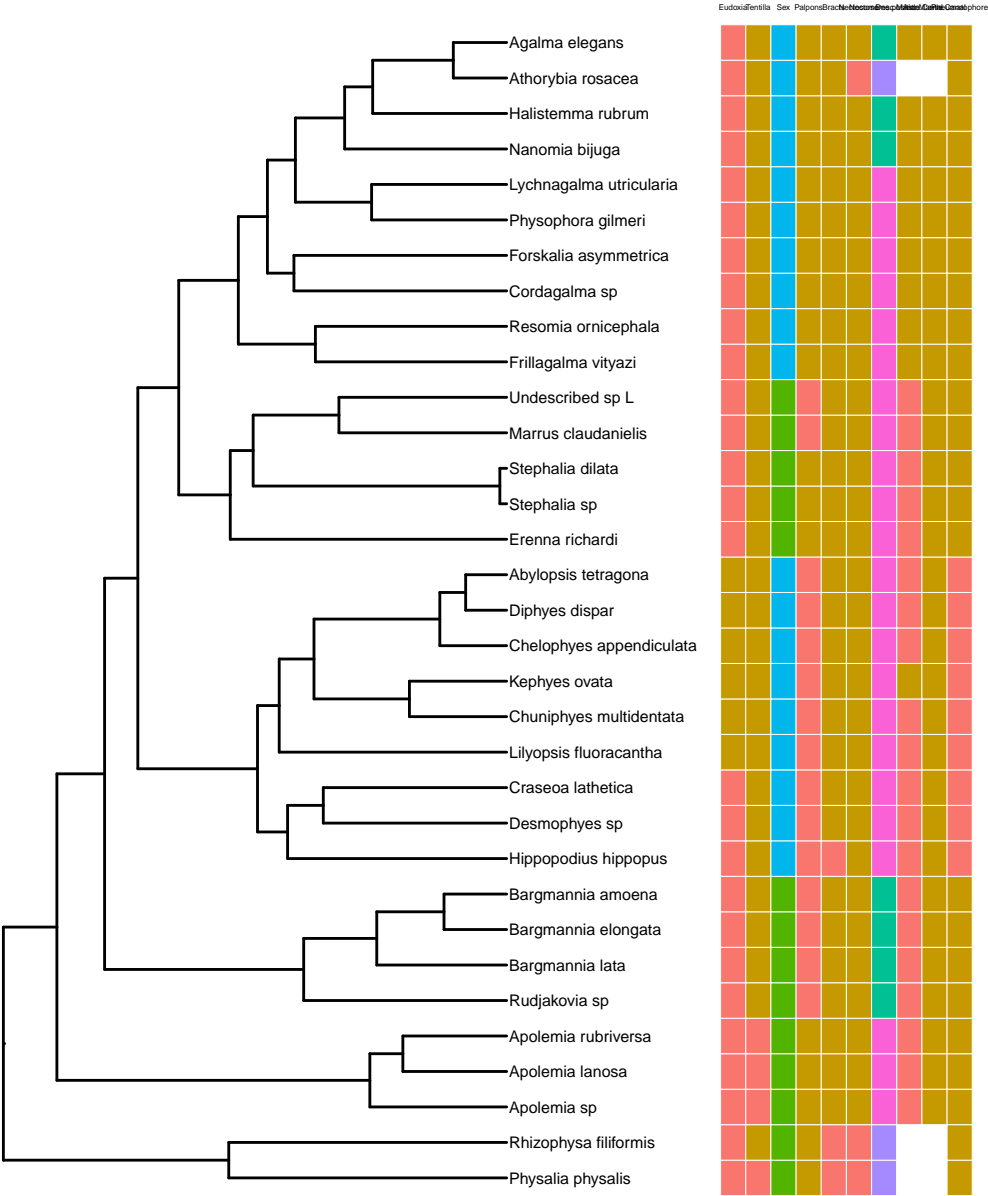 Eudoxia Tentilla Sex Palpons
Agalma elegans
Athorybia rosacea
Halistemma rubrum
Nanomia bijuga
Lychnagalma utricularia
Physophora gilmeri
Forskalia asymmetrica
Cordagalma sp
Resomia ornicephala
Frillagalma vityazi
Undescribed sp L
Marrus claudanielis
Stephalia dilata
Stephalia sp
Erenna richardi
Abylopsis tetragona
Diphyes dispar
Chelophyes appendiculata
Kephyes ovata
Chuniphyes multidentata
Lilyopsis fluoracantha
Craseoa lathetica
Desmophyes sp
Hippopodius hippopus
Bargmannia amoena
Bargmannia elongata
Bargmannia lata
Rudjakovia sp
Apolemia rubriversa
Apolemia lanosa
Apolemia sp
Rhizophysa filiformis
Physalia physalis